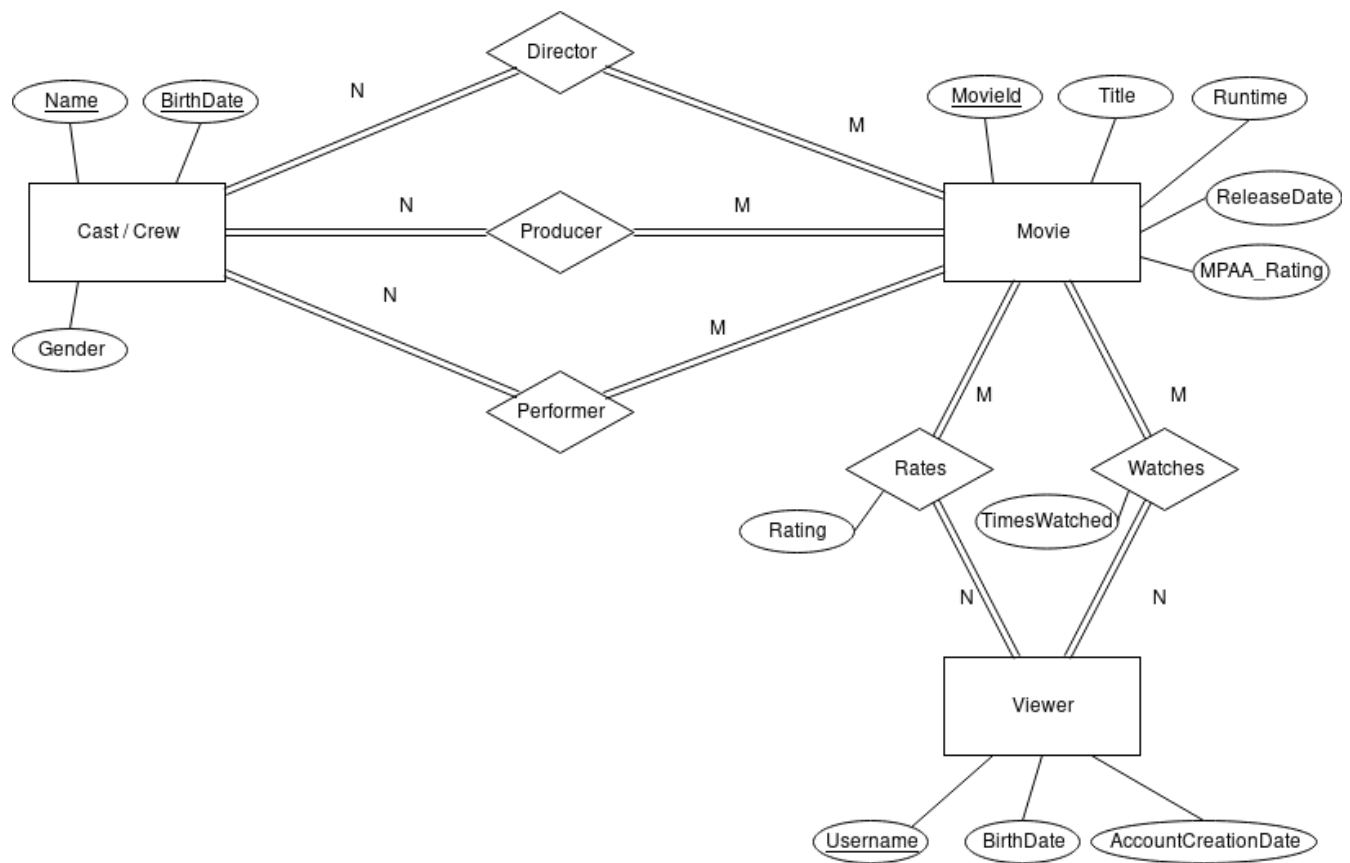 Director
N
Name
BirthDate
MovieId
Title
Runtime
M
ReleaseDate
N
M
Cast / Crew
Producer
Movie
MPAA_Rating
N
M
Gender
Performer
M
M
Rates
Watches
Rating
TimesWatched
N
N
Viewer
Username
BirthDate
AccountCreationDate